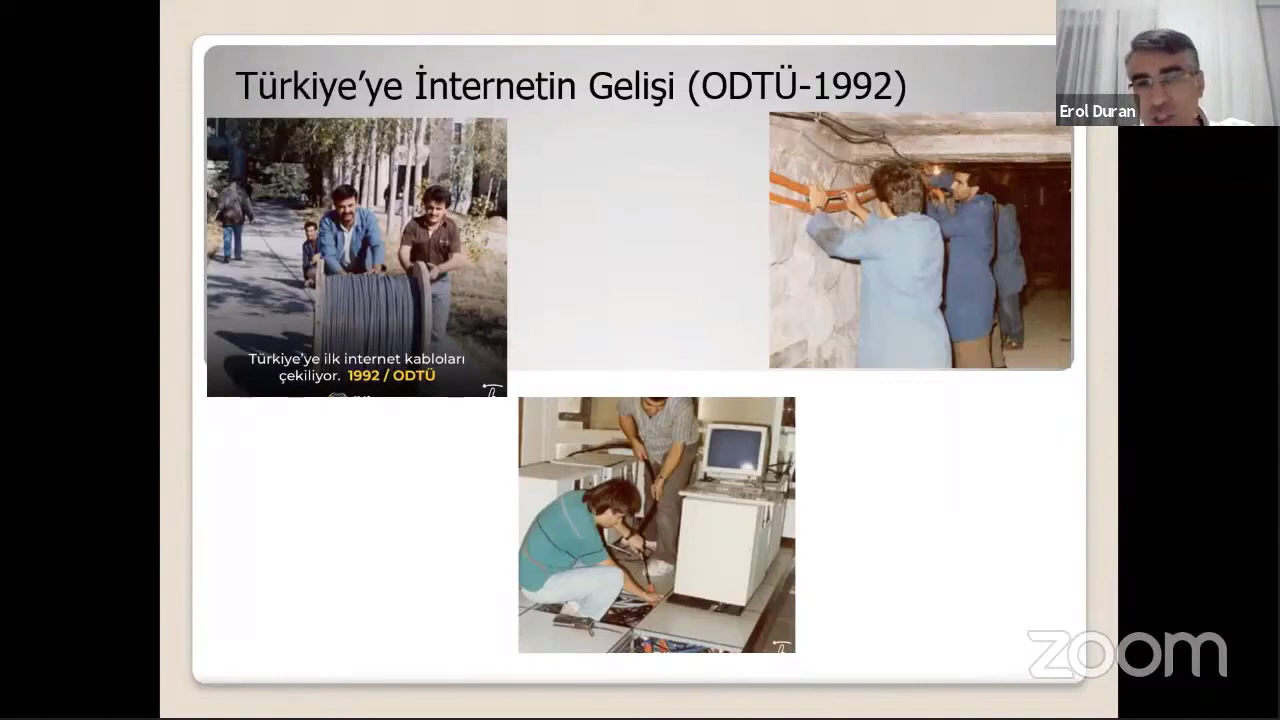 Türkiye’ye İnternetin Gelişi (ODTÜ-1992)
Erol Duran
Türkiye’ye ilk internet kabloları
çekiliyor. 1992 / ODTÜ
zoom